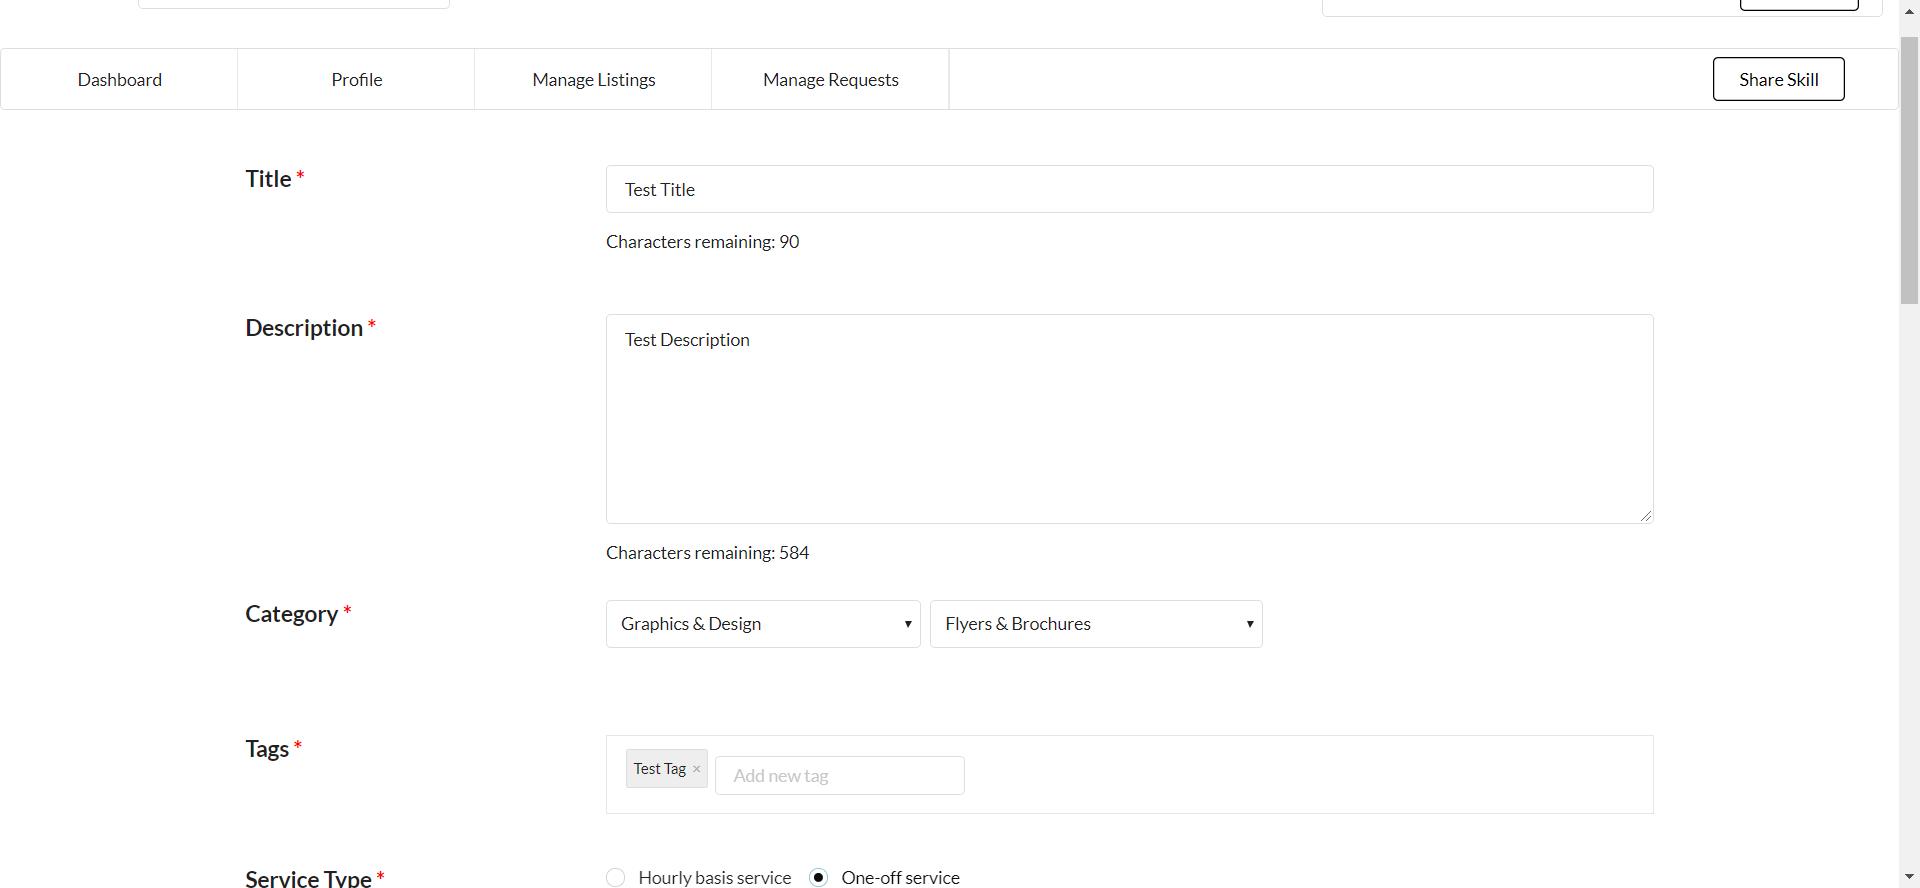 Dashboard Profile Manage Listings Manage Requests Share Skill
Title * Test Title
Characters remaining: 90
Description * Test Description
Characters remaining: 584
Category * Graphics & Design Flyers & Brochures
Tags * Test Tag × Add new tag
Service Type * Hourly basis service One-off service